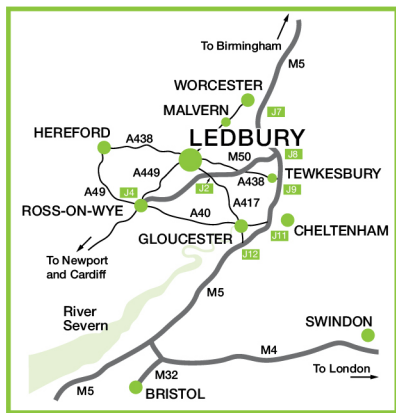 To Birmingham
M5
WORCESTER
J7
MALVERN
HEREFORD
A438
LEDBURY
M50
J8
A449
TEWKESBURY
J4
J2
A438
J9
A49
ROSS-ON-WYE
A40
A417
GLOUCESTER
J11
CHELTENHAM
To Newport
and Cardiff
J12
M5
River
Severn
SWINDON
M4
M32
To London
M5
BRISTOL